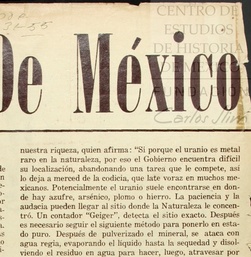 CENTRO DE
ESTUDIOS
DE HISTORIA
De México
FUNDACIÓN
Carlos Slim
nuestra riqueza, quien afirma: "Si porque el uranio es metal
raro en la naturaleza, por eso el Gobierno encuentra difícil
su localización, abandonando una tarea que le compete, así
lo deja a merced de la codicia, que late voraz en muchos me-
xicanos. Potencialmente el uranio suele encontrarse en don-
de hay azufre, arsénico, plomo o hierro. La paciencia y la
audacia pueden llegar al sitio donde la Naturaleza le concen-
tró. Un contador "Geiger", detecta el sitio exacto. Después
es necesario seguir el siguiente método para ponerlo en esta-
do puro. Después de pulverizado el mineral, se ataca con
agua regia, evaporando el líquido hasta la sequedad y disol-
viendo el residuo en agua para hacer, luego, atravesar por